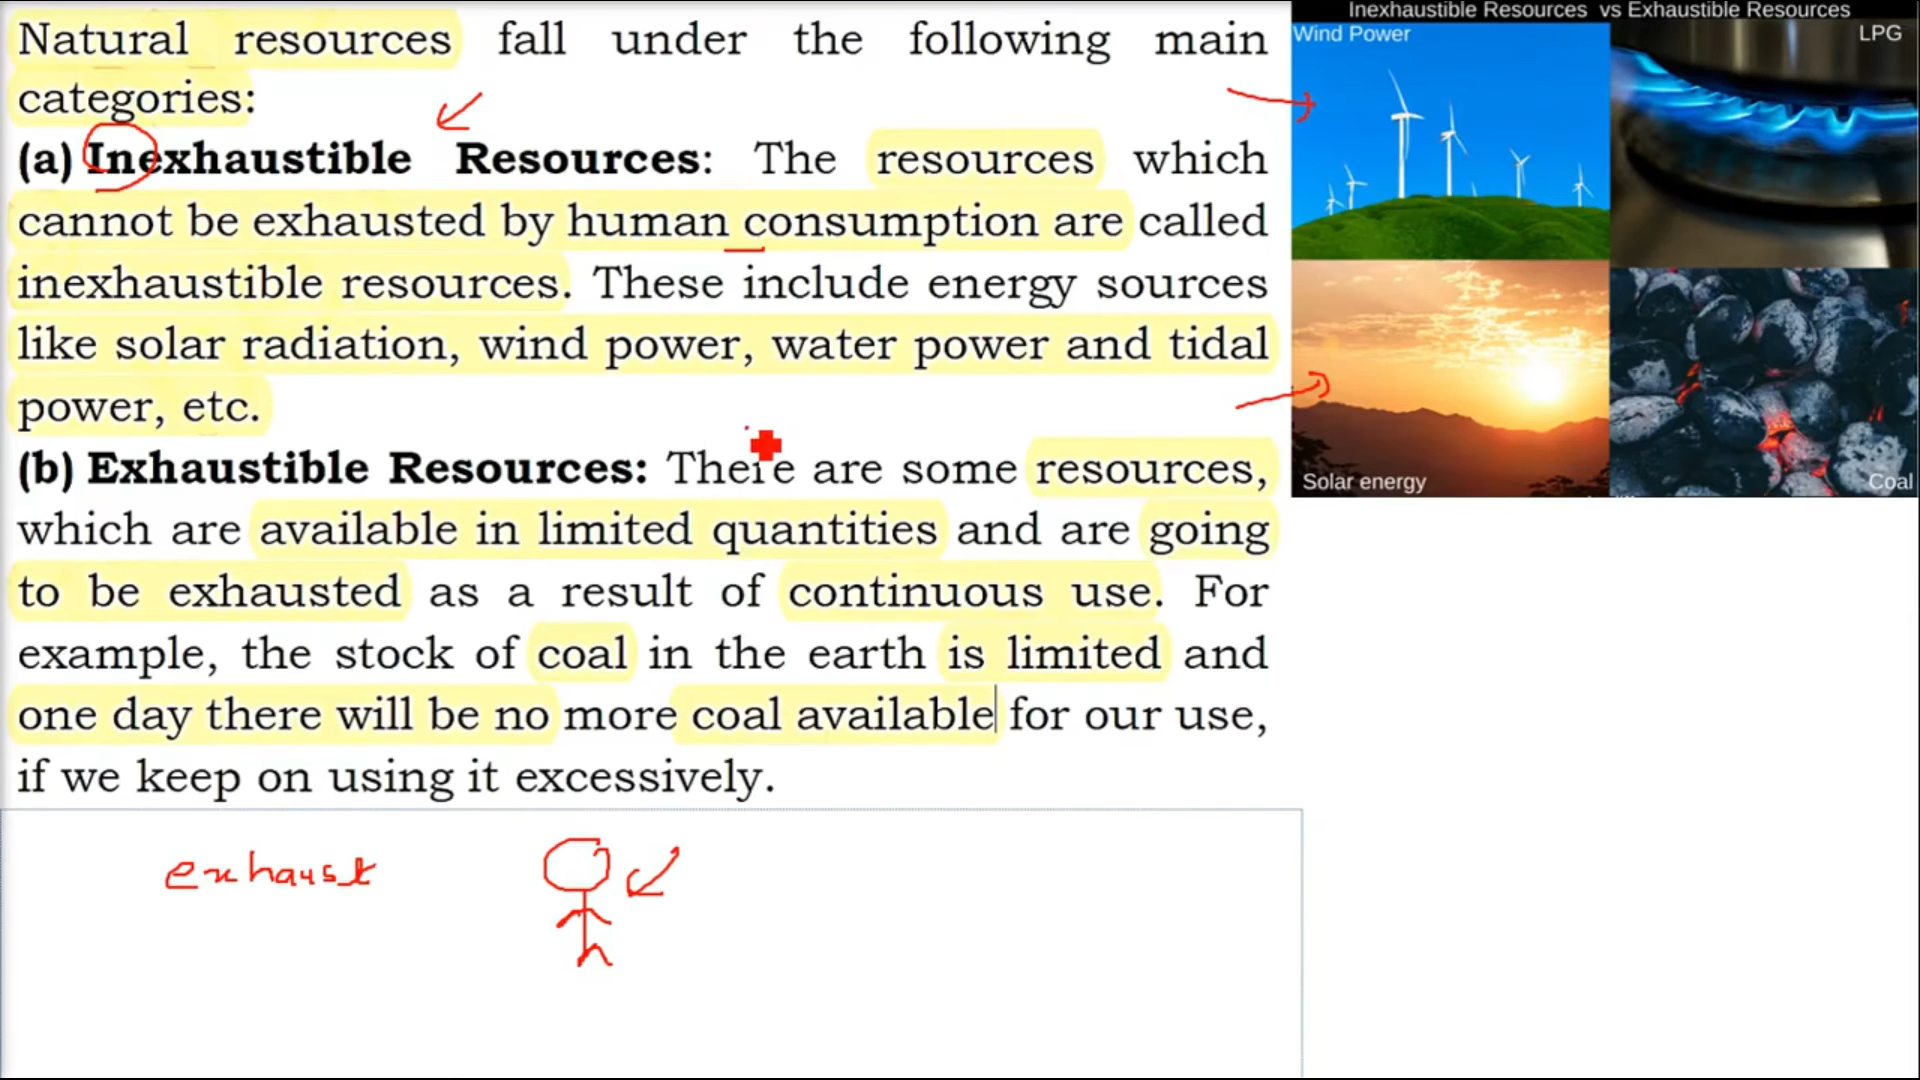 Natural resources fall under the following main
categories:
(a) Inexhaustible Resources: The resources which
cannot be exhausted by human consumption are called
inexhaustible resources. These include energy sources
like solar radiation, wind power, water power and tidal
power, etc.
(b) Exhaustible Resources: There are some resources,
which are available in limited quantities and are going
to be exhausted as a result of continuous use. For
example, the stock of coal in the earth is limited and
one day there will be no more coal available for our use,
if we keep on using it excessively.
exhaust
Inexhaustible Resources vs Exhaustible Resources
Wind Power
LPG
Solar energy
Coal